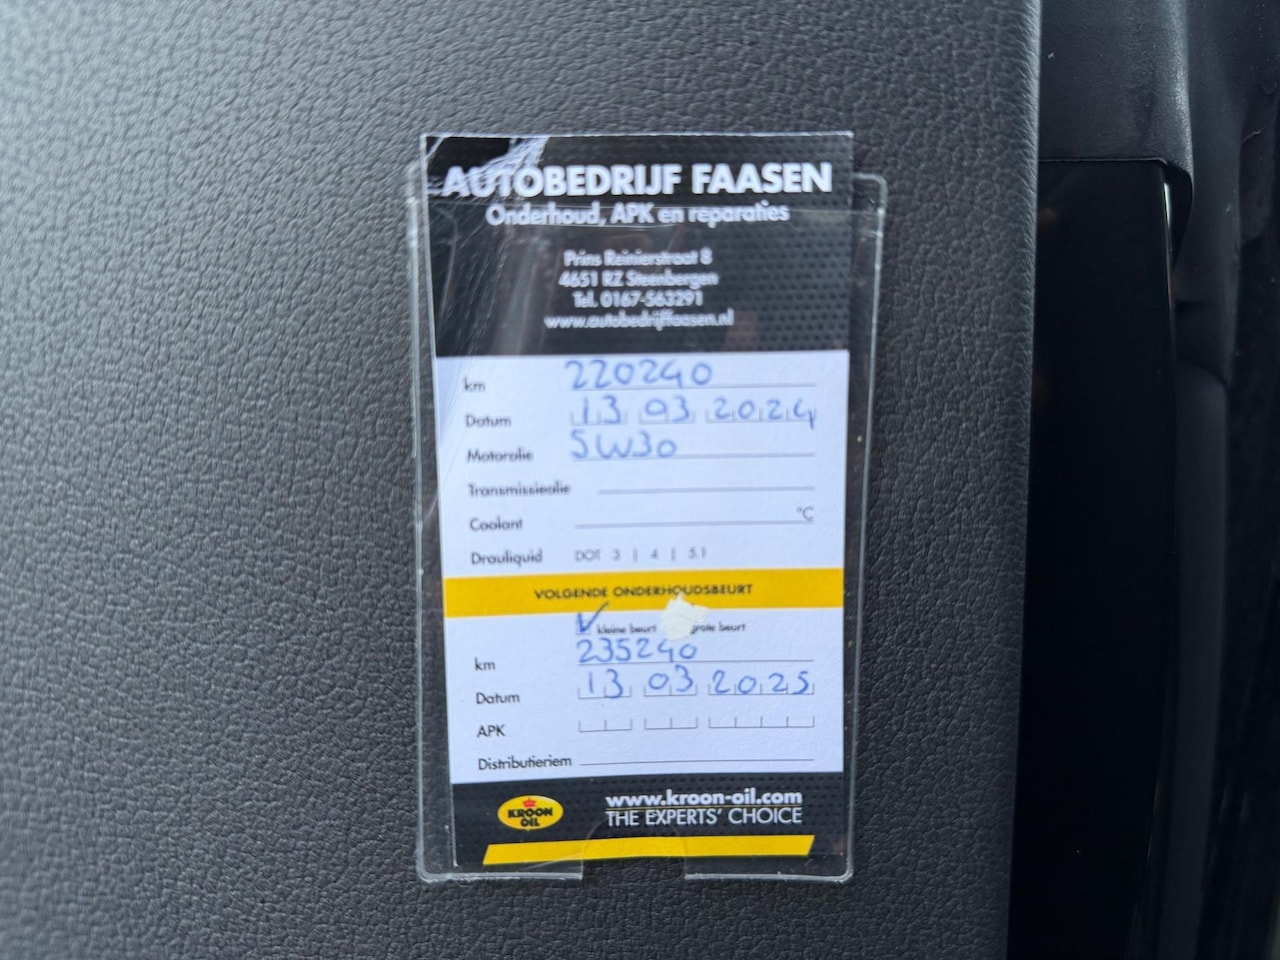 AUTOBEDRIJF FAASEN
Onderhoud, APK en reparaties
Prins Reinierstraat 8
4651 RZ Steenbergen
Tel. 0167-563291
www.autobedrijffaasen.nl
km 220240
Datum 13 03 2024
Motorolie 5W30
Transmissieolie
Coolant °C
Drauliquid DOT 3 | 4 | 5.1
VOLGENDE ONDERHOUDSBEURT
kleine beurt grote beurt
km 235240
Datum 13 03 2025
APK
Distributieriem
KROON OIL
www.kroon-oil.com
THE EXPERTS' CHOICE